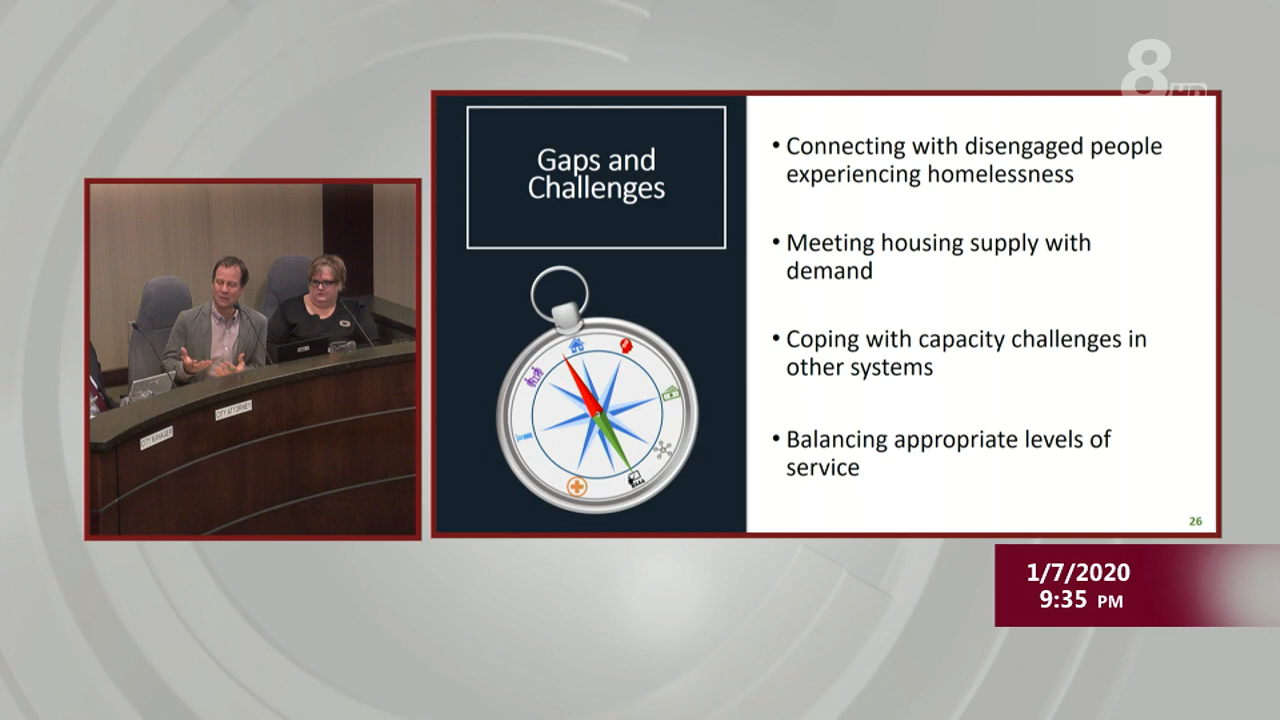 8
HD
Gaps and
Challenges
• Connecting with disengaged people
experiencing homelessness
• Meeting housing supply with
demand
• Coping with capacity challenges in
other systems
• Balancing appropriate levels of
service
26
CITY MANAGER
CITY ATTORNEY
1/7/2020
9:35 PM